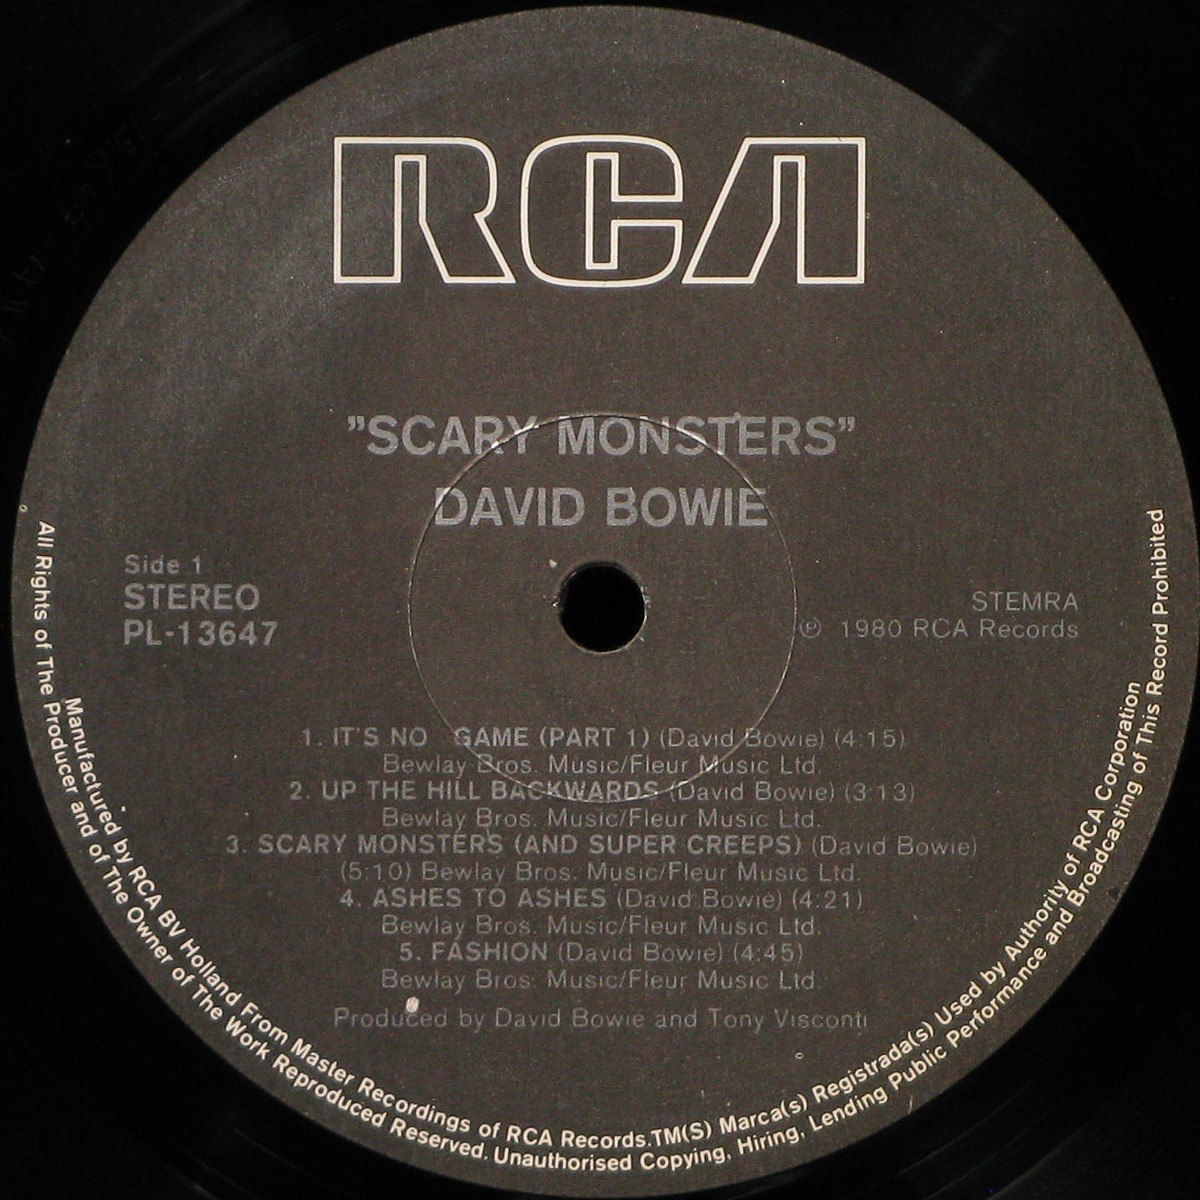 RCA
"SCARY MONSTERS"
DAVID BOWIE
Side 1
STEREO
PL-13647
STEMRA
℗ 1980 RCA Records
1. IT'S NO GAME (PART 1) (David Bowie) (4:15)
Bewlay Bros. Music/Fleur Music Ltd.
2. UP THE HILL BACKWARDS (David Bowie) (3:13)
Bewlay Bros. Music/Fleur Music Ltd.
3. SCARY MONSTERS (AND SUPER CREEPS) (David Bowie)
(5:10) Bewlay Bros. Music/Fleur Music Ltd.
4. ASHES TO ASHES (David Bowie) (4:21)
Bewlay Bros. Music/Fleur Music Ltd.
5. FASHION (David Bowie) (4:45)
Bewlay Bros. Music/Fleur Music Ltd
Produced by David Bowie and Tony Visconti
Manufactured by RCA BV Holland From Master Recordings of RCA Records.TM(S) Marca(s) Registrada(s) Used by Authority of RCA Corporation
All Rights of The Producer and of The Owner of The Work Reproduced Reserved. Unauthorised Copying, Hiring, Lending Public Performance and Broadcasting of This Record Prohibited